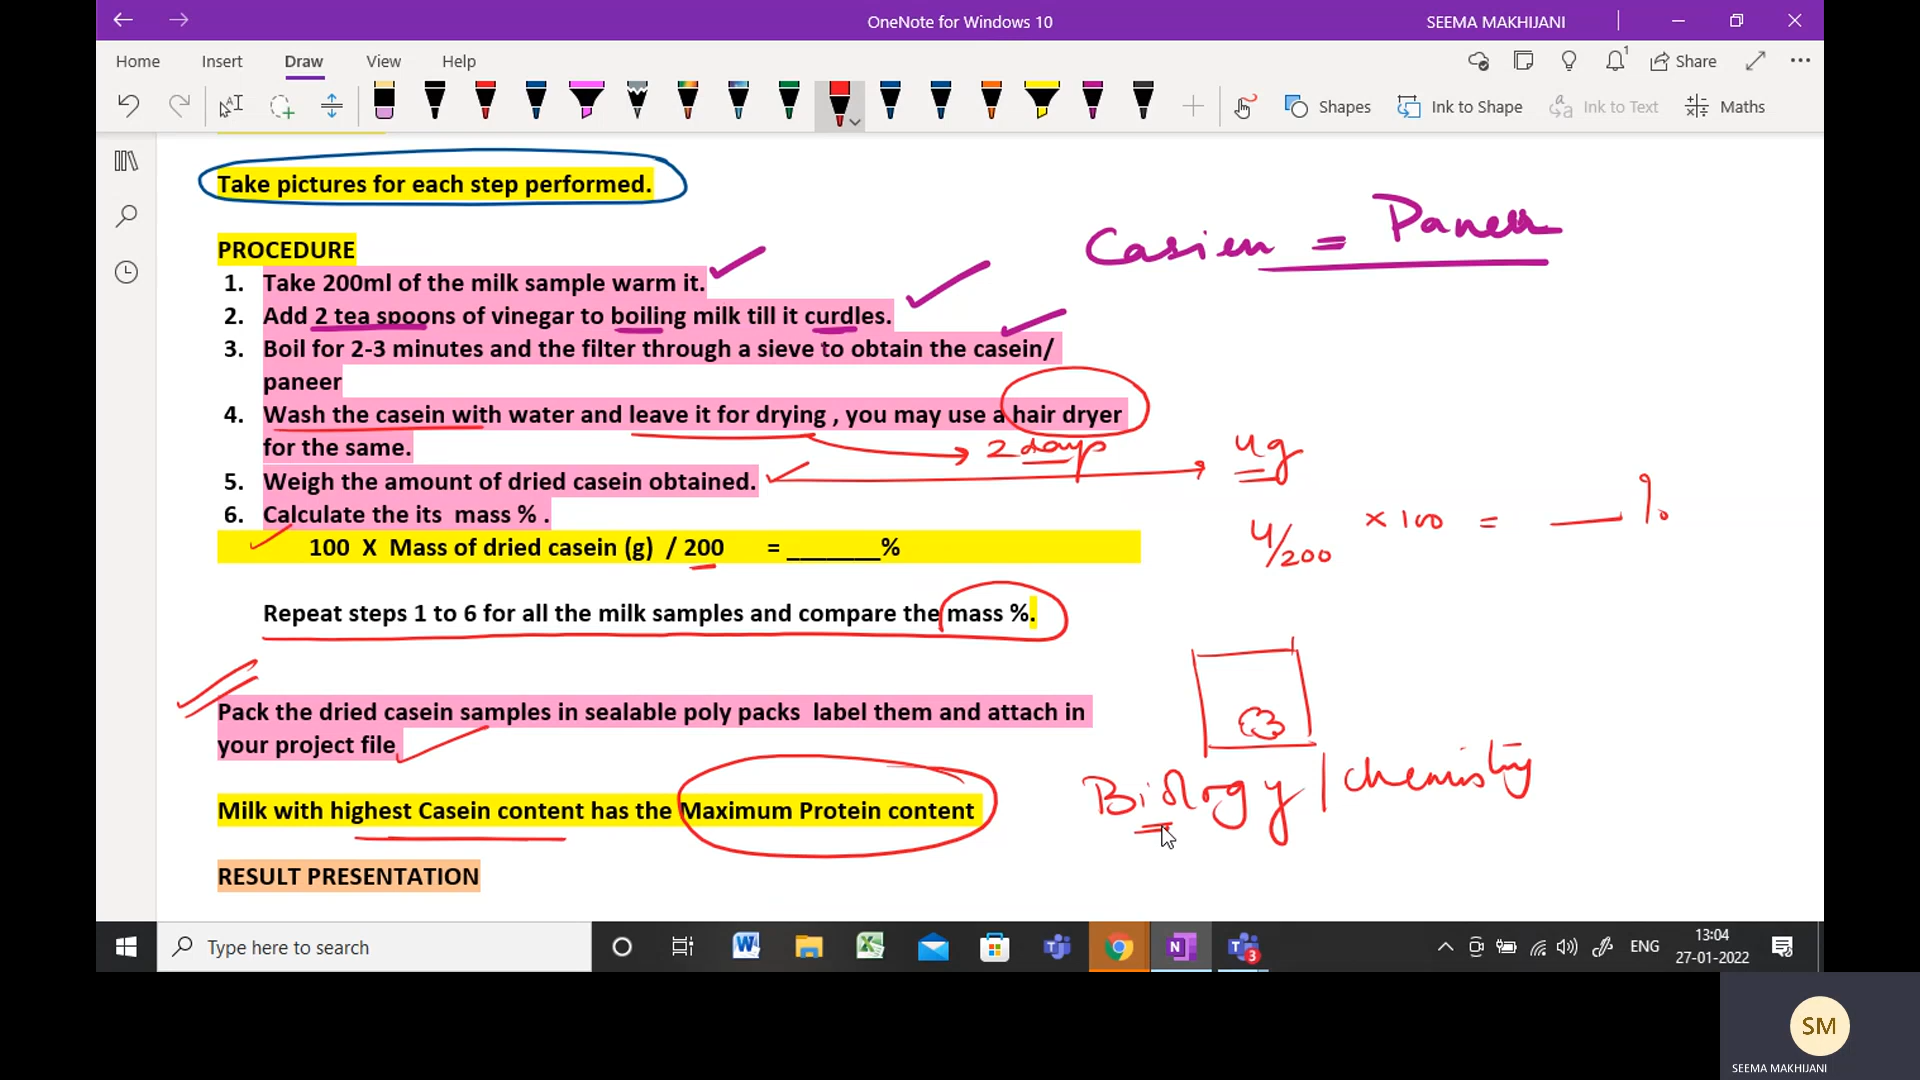 OneNote for Windows 10
SEEMA MAKHIJANI
Home Insert Draw View Help
1
Share
Shapes
Ink to Shape
Ink to Text
Maths
Take pictures for each step performed.
Casien = Paneer
PROCEDURE
1. Take 200ml of the milk sample warm it.
2. Add 2 tea spoons of vinegar to boiling milk till it curdles.
3. Boil for 2-3 minutes and the filter through a sieve to obtain the casein/
paneer
4. Wash the casein with water and leave it for drying , you may use a hair dryer
for the same.
2 days
4g
5. Weigh the amount of dried casein obtained.
6. Calculate the its mass % .
4/200 × 100 = ___ %
100 X Mass of dried casein (g) / 200 = _______%
Repeat steps 1 to 6 for all the milk samples and compare the mass %.
Pack the dried casein samples in sealable poly packs label them and attach in
your project file
Biology / chemistry
Milk with highest Casein content has the Maximum Protein content
RESULT PRESENTATION
Type here to search
3
ENG
13:04
27-01-2022
SM
SEEMA MAKHIJANI